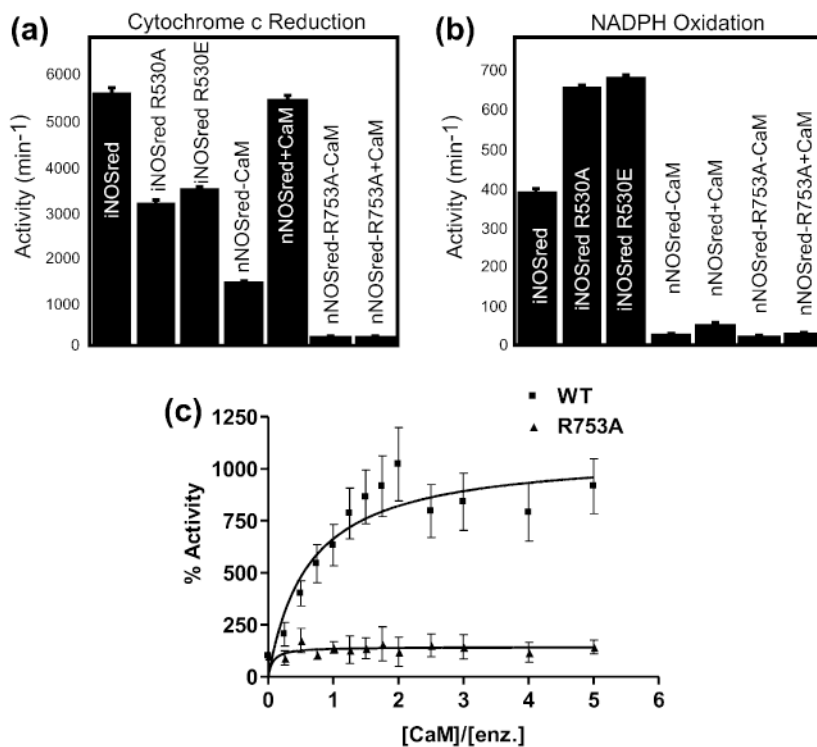 (a)
Cytochrome c Reduction
Activity (min-1)
6000
5000
4000
3000
2000
1000
0
iNOSred
iNOSred R530A
iNOSred R530E
nNOSred-CaM
nNOSred+CaM
nNOSred-R753A-CaM
nNOSred-R753A+CaM
(b)
NADPH Oxidation
Activity (min-1)
700
600
500
400
300
200
100
0
iNOSred
iNOSred R530A
iNOSred R530E
nNOSred-CaM
nNOSred+CaM
nNOSred-R753A-CaM
nNOSred-R753A+CaM
(c)
WT
R753A
% Activity
1250
1000
750
500
250
0
0 1 2 3 4 5 6
[CaM]/[enz.]